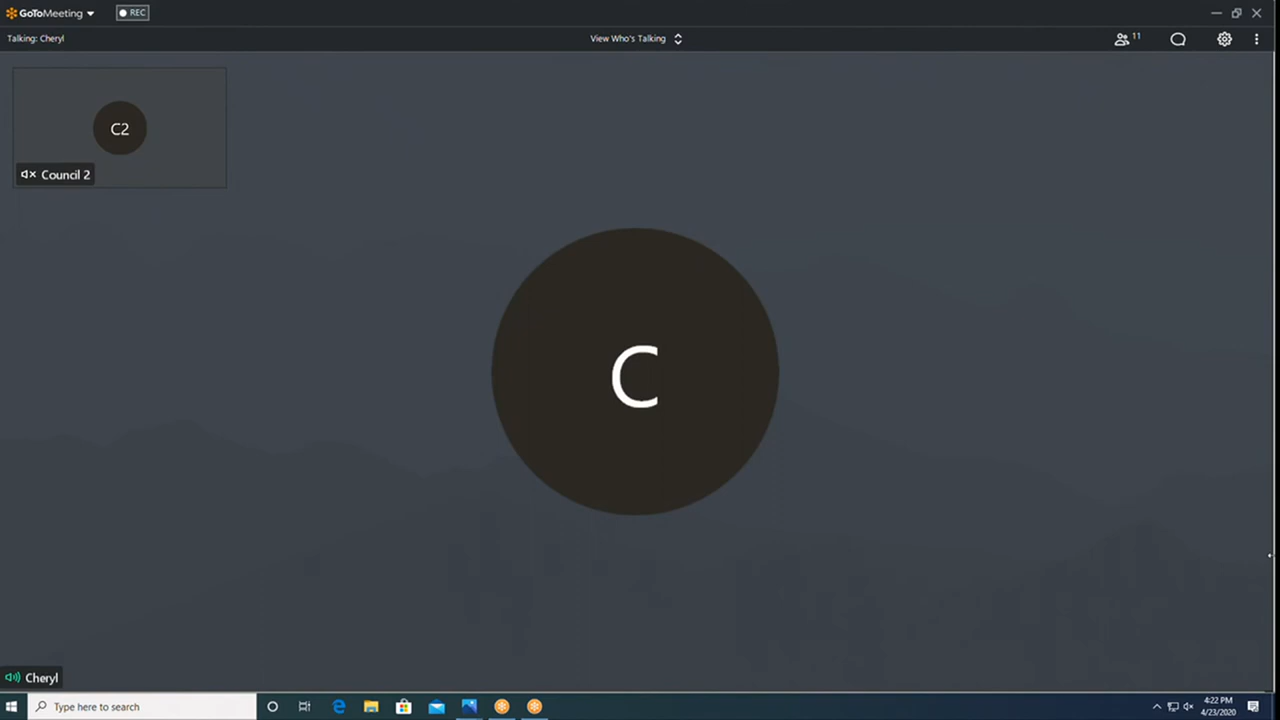 GoToMeeting
REC
Talking: Cheryl
View Who's Talking
11
C2
Council 2
C
Cheryl
Type here to search
4:22 PM
4/23/2020